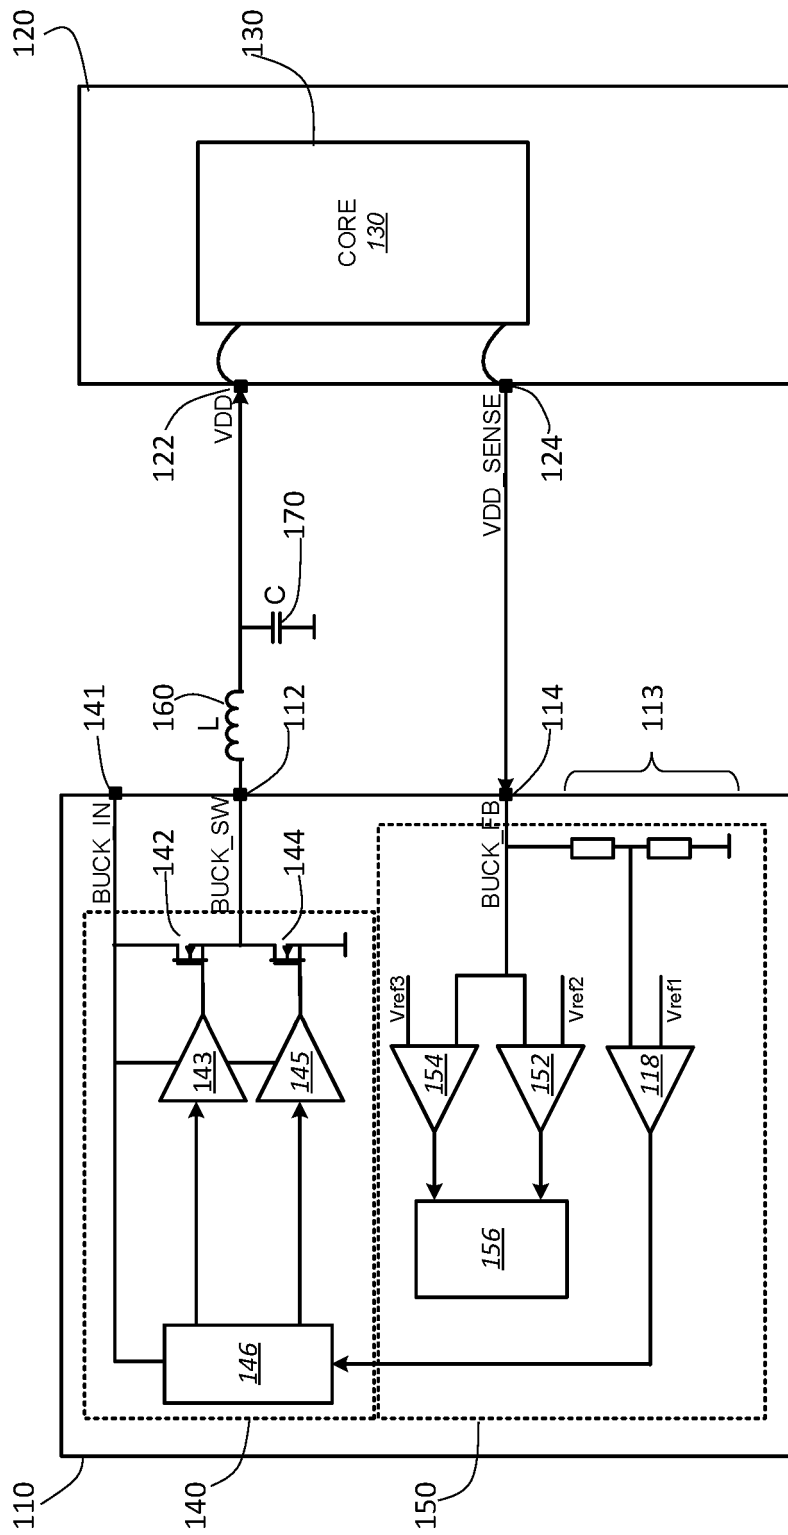 110
140
150
146
156
143
145
154
152
118
Vref3
Vref2
Vref1
BUCK_IN
141
142
BUCK_SW
112
144
BUCK_FB
114
113
160
L
C
170
VDD
122
VDD_SENSE
124
CORE
130
130
120